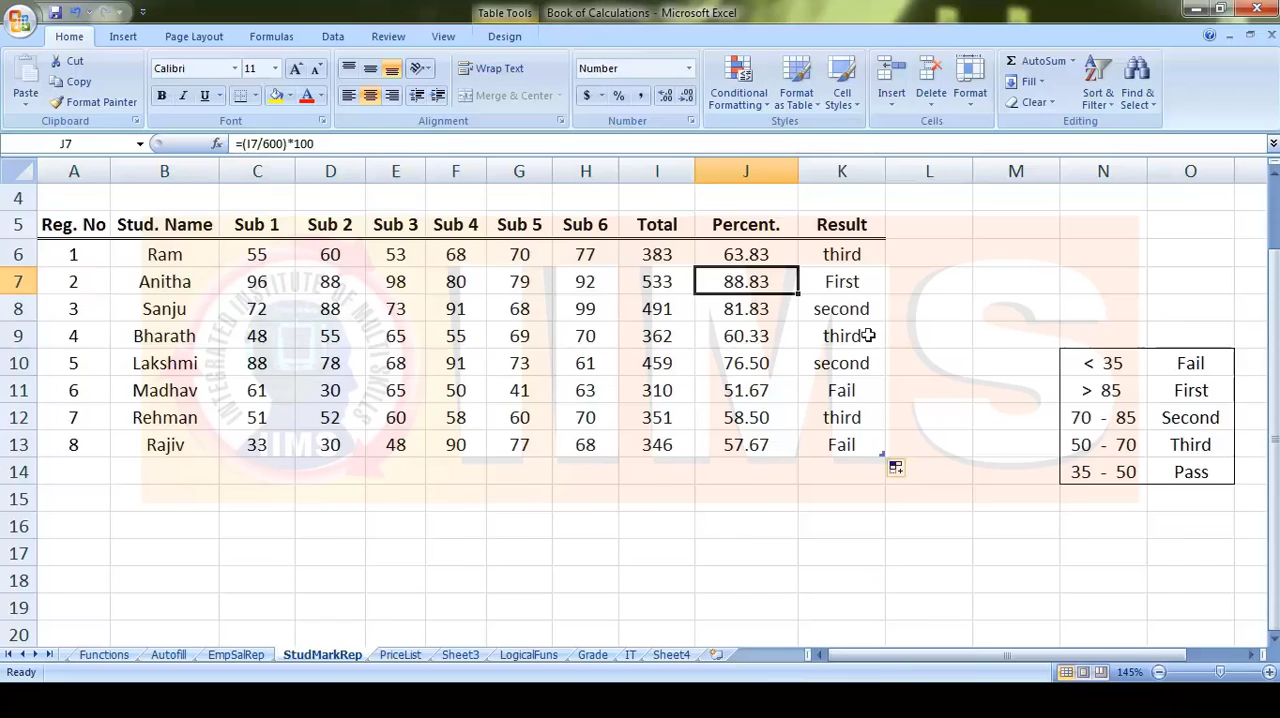 Table Tools Book of Calculations - Microsoft Excel
Home Insert Page Layout Formulas Data Review View Design
Cut
Copy
Format Painter
Paste
Clipboard
Calibri 11
B I U
Font
Wrap Text
Merge & Center
Alignment
Number
$ % ,
Number
Conditional Formatting
Format as Table
Cell Styles
Styles
Insert Delete Format
Cells
AutoSum
Fill
Clear
Sort & Filter
Find & Select
Editing
J7 fx =(I7/600)*100
A B C D E F G H I J K L M N O
4
5 Reg. No Stud. Name Sub 1 Sub 2 Sub 3 Sub 4 Sub 5 Sub 6 Total Percent. Result
6 1 Ram 55 60 53 68 70 77 383 63.83 third
7 2 Anitha 96 88 98 80 79 92 533 88.83 First
8 3 Sanju 72 88 73 91 68 99 491 81.83 second
9 4 Bharath 48 55 65 55 69 70 362 60.33 third
10 5 Lakshmi 88 78 68 91 73 61 459 76.50 second < 35 Fail
11 6 Madhav 61 30 65 50 41 63 310 51.67 Fail > 85 First
12 7 Rehman 51 52 60 58 60 70 351 58.50 third 70 - 85 Second
13 8 Rajiv 33 30 48 90 77 68 346 57.67 Fail 50 - 70 Third
14 35 - 50 Pass
15
16
17
18
19
20
INTEGRATED INSTITUTE OF MULTISKILLS
IIMS
IIMS
Functions Autofill EmpSalRep StudMarkRep PriceList Sheet3 LogicalFuns Grade IT Sheet4
Ready 145%